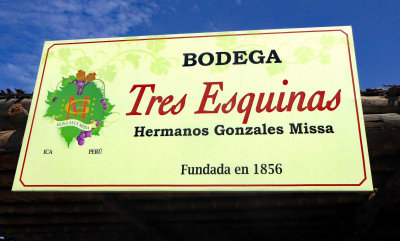 BODEGA
Tres Esquinas
Hermanos Gonzales Missa
ICA PERÚ
Fundada en 1856